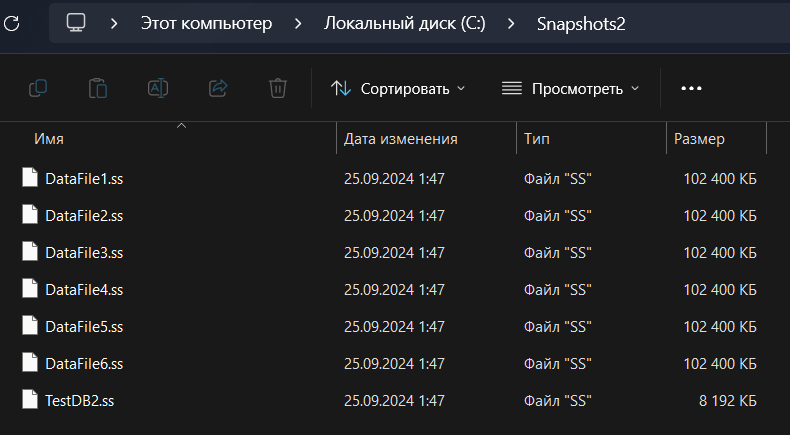 Этот компьютер > Локальный диск (C:) > Snapshots2
Сортировать Просмотреть
Имя Дата изменения Тип Размер
DataFile1.ss 25.09.2024 1:47 Файл "SS" 102 400 КБ
DataFile2.ss 25.09.2024 1:47 Файл "SS" 102 400 КБ
DataFile3.ss 25.09.2024 1:47 Файл "SS" 102 400 КБ
DataFile4.ss 25.09.2024 1:47 Файл "SS" 102 400 КБ
DataFile5.ss 25.09.2024 1:47 Файл "SS" 102 400 КБ
DataFile6.ss 25.09.2024 1:47 Файл "SS" 102 400 КБ
TestDB2.ss 25.09.2024 1:47 Файл "SS" 8 192 КБ